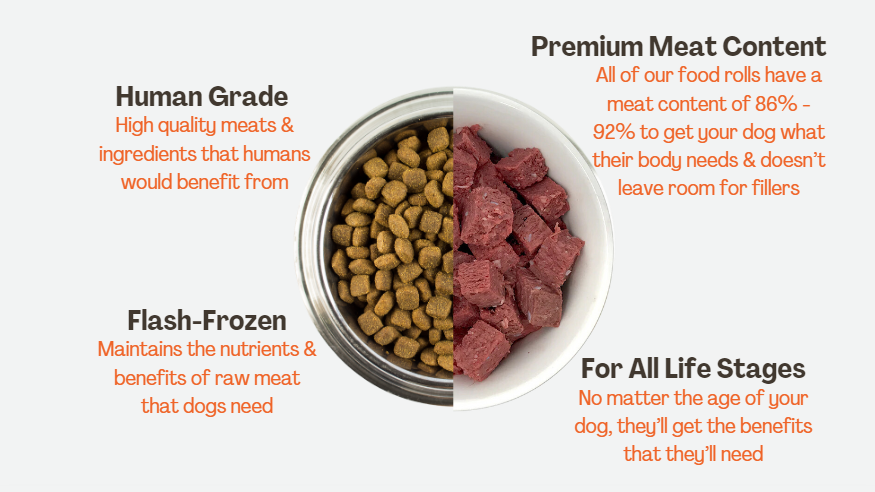 Human Grade
High quality meats &
ingredients that humans
would benefit from
Flash-Frozen
Maintains the nutrients &
benefits of raw meat
that dogs need
Premium Meat Content
All of our food rolls have a
meat content of 86% -
92% to get your dog what
their body needs & doesn't
leave room for fillers
For All Life Stages
No matter the age of your
dog, they'll get the benefits
that they'll need